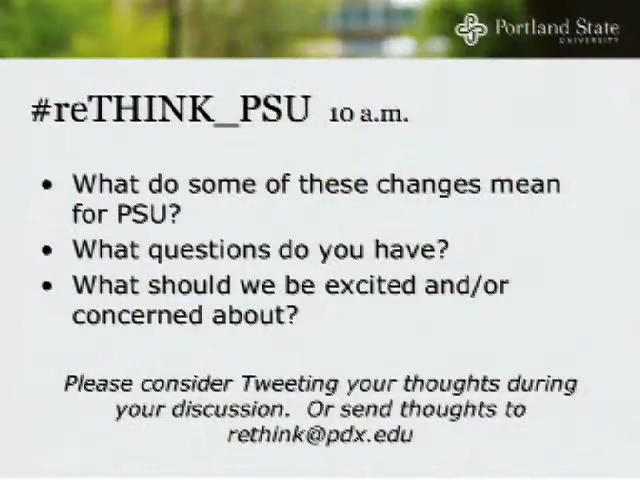 Portland State
UNIVERSITY
#reTHINK_PSU 10 a.m.
• What do some of these changes mean
for PSU?
• What questions do you have?
• What should we be excited and/or
concerned about?
Please consider Tweeting your thoughts during
your discussion. Or send thoughts to
rethink@pdx.edu